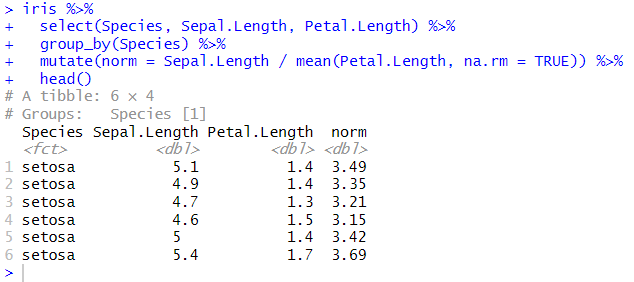 > iris %>%
+   select(Species, Sepal.Length, Petal.Length) %>%
+   group_by(Species) %>%
+   mutate(norm = Sepal.Length / mean(Petal.Length, na.rm = TRUE)) %>%
+   head()
# A tibble: 6 × 4
# Groups:   Species [1]
  Species Sepal.Length Petal.Length  norm
  <fct>          <dbl>        <dbl> <dbl>
1 setosa           5.1          1.4  3.49
2 setosa           4.9          1.4  3.35
3 setosa           4.7          1.3  3.21
4 setosa           4.6          1.5  3.15
5 setosa           5            1.4  3.42
6 setosa           5.4          1.7  3.69
>